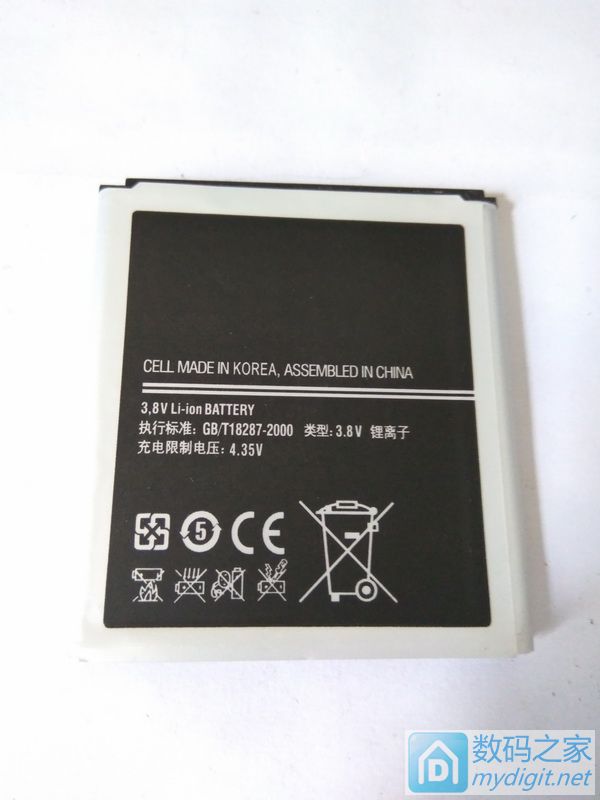 CELL MADE IN KOREA, ASSEMBLED IN CHINA
3,8V Li-ion BATTERY
执行标准: GB/T18287-2000 类型: 3.8V 锂离子
充电限制电压: 4.35V
5 CE
数码之家
mydigit.net